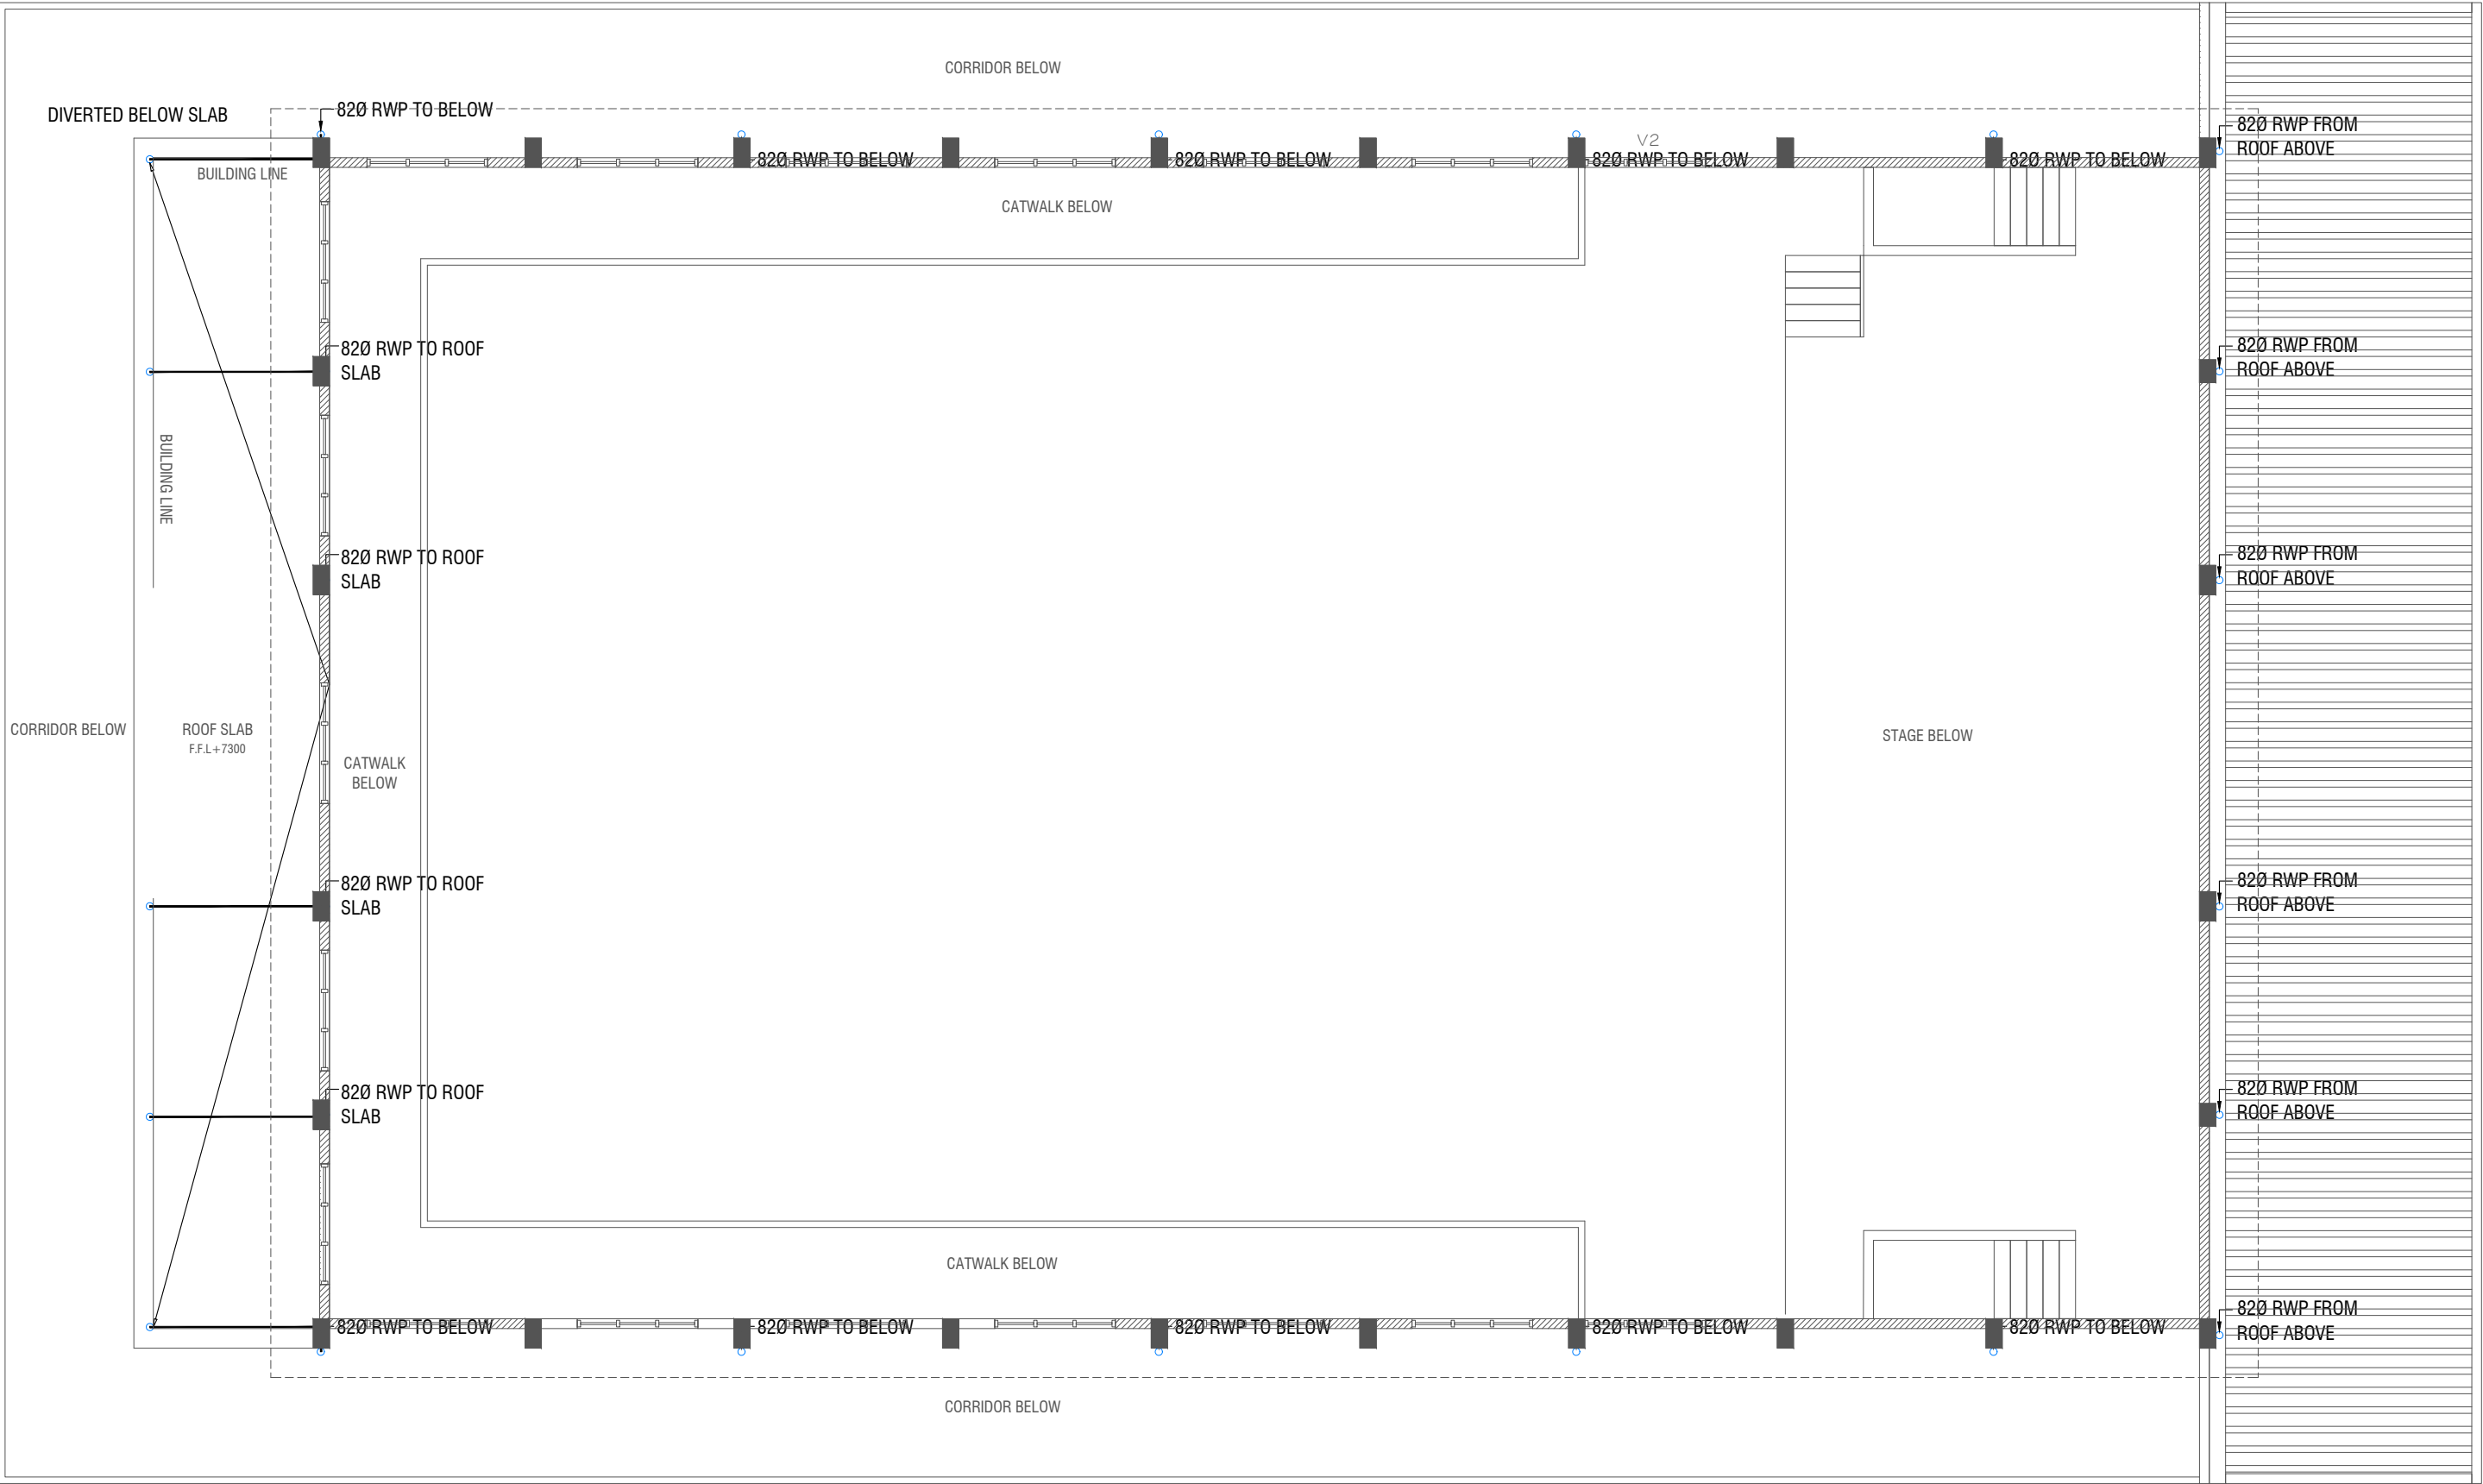 CORRIDOR BELOW
DIVERTED BELOW SLAB
82Ø RWP TO BELOW
82Ø RWP FROM
ROOF ABOVE
V2
82Ø RWP TO BELOW
82Ø RWP TO BELOW
82Ø RWP TO BELOW
82Ø RWP TO BELOW
BUILDING LINE
CATWALK BELOW
82Ø RWP TO ROOF
SLAB
82Ø RWP FROM
ROOF ABOVE
BUILDING LINE
82Ø RWP TO ROOF
SLAB
82Ø RWP FROM
ROOF ABOVE
CORRIDOR BELOW
ROOF SLAB
F.F.L+7300
CATWALK
BELOW
STAGE BELOW
82Ø RWP TO ROOF
SLAB
82Ø RWP FROM
ROOF ABOVE
82Ø RWP TO ROOF
SLAB
82Ø RWP FROM
ROOF ABOVE
CATWALK BELOW
82Ø RWP TO BELOW
82Ø RWP TO BELOW
82Ø RWP TO BELOW
82Ø RWP TO BELOW
82Ø RWP TO BELOW
82Ø RWP FROM
ROOF ABOVE
CORRIDOR BELOW